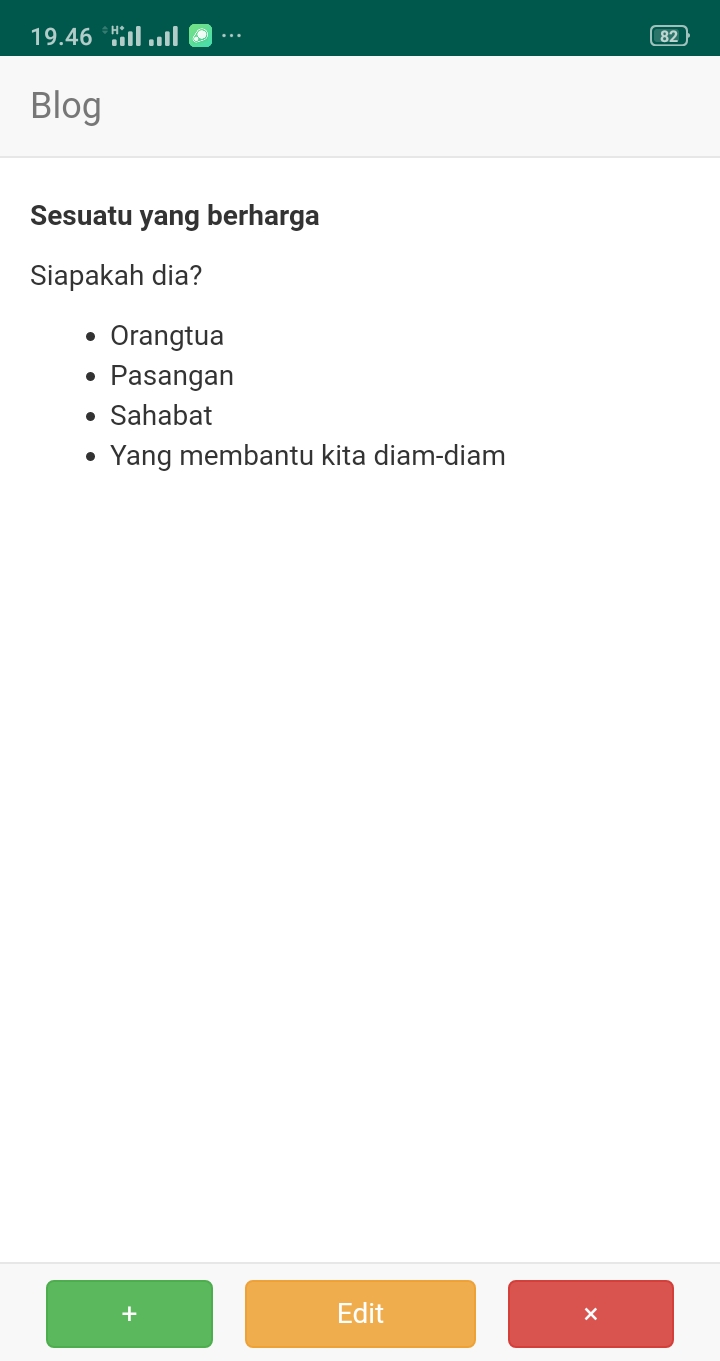 19.46 H+ ...
82
Blog
Sesuatu yang berharga
Siapakah dia?
• Orangtua
• Pasangan
• Sahabat
• Yang membantu kita diam-diam
+ Edit ×